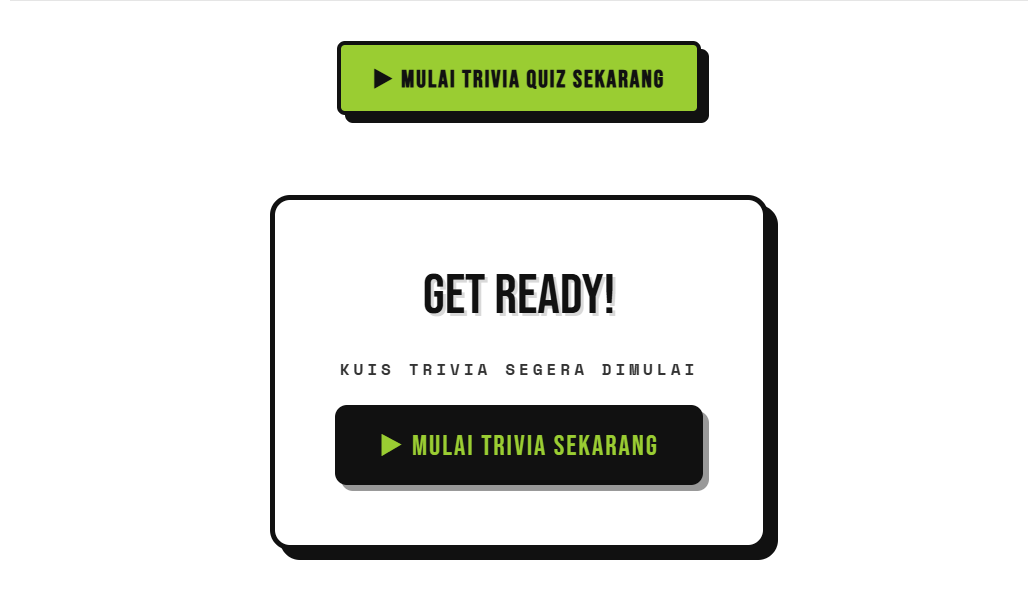 ▶ MULAI TRIVIA QUIZ SEKARANG
GET READY!
KUIS TRIVIA SEGERA DIMULAI
▶ MULAI TRIVIA SEKARANG